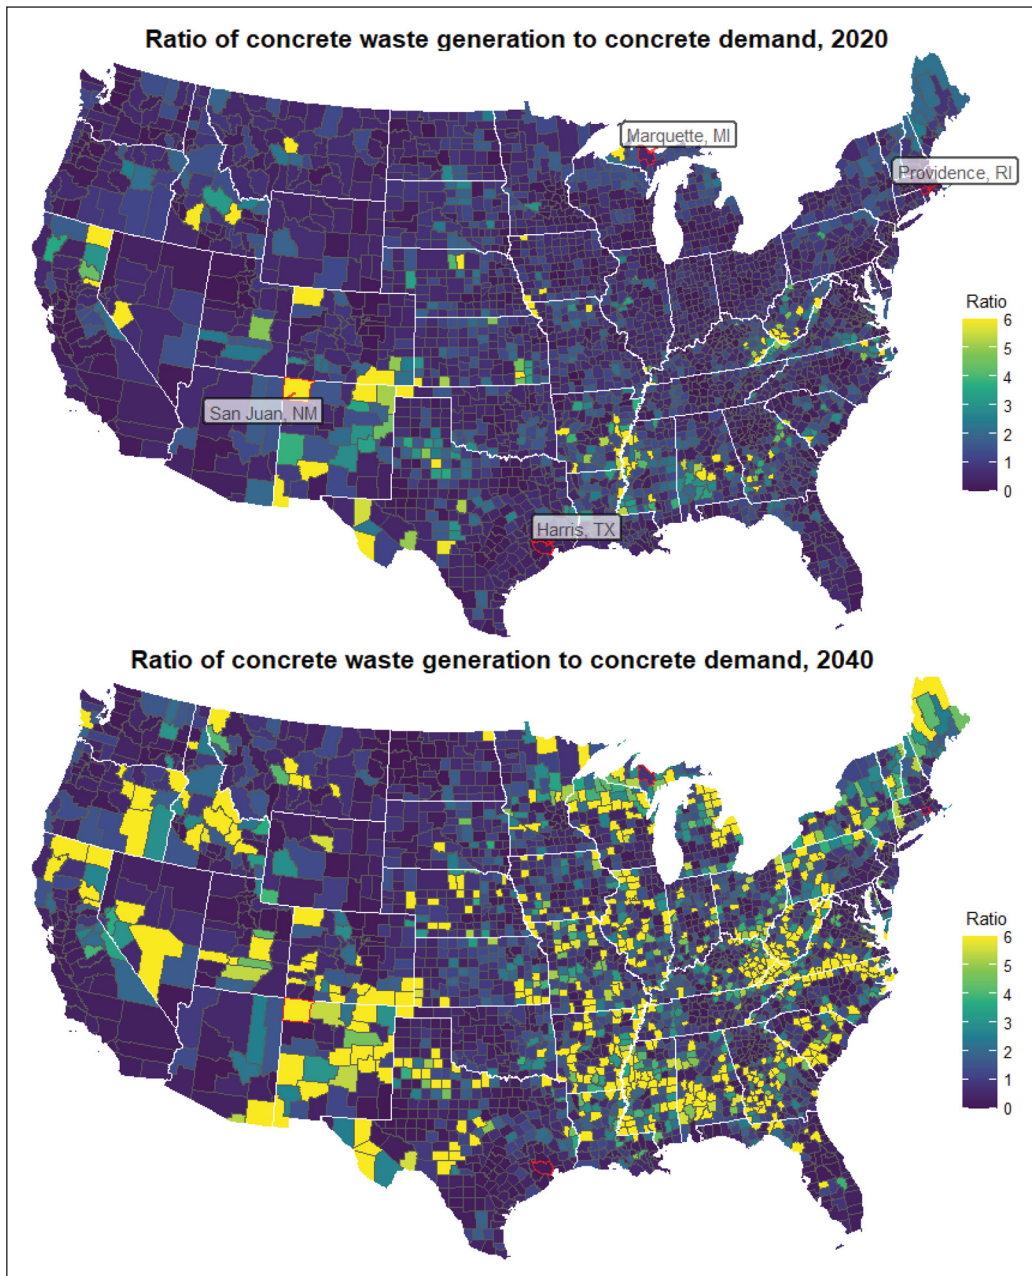 Ratio of concrete waste generation to concrete demand, 2020
Marquette, MI
Providence, RI
San Juan, NM
Harris, TX
Ratio
6
5
4
3
2
1
0
Ratio of concrete waste generation to concrete demand, 2040
Ratio
6
5
4
3
2
1
0